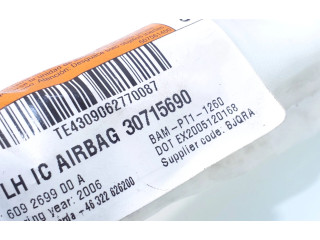 TE4309062770087
LH IC AIRBAG 30715690
609 2699 00 A
BAM-PT1-1260
ring year: 2006
DOT EX2005120168
+46 322 626200
Supplier code: BJQRA